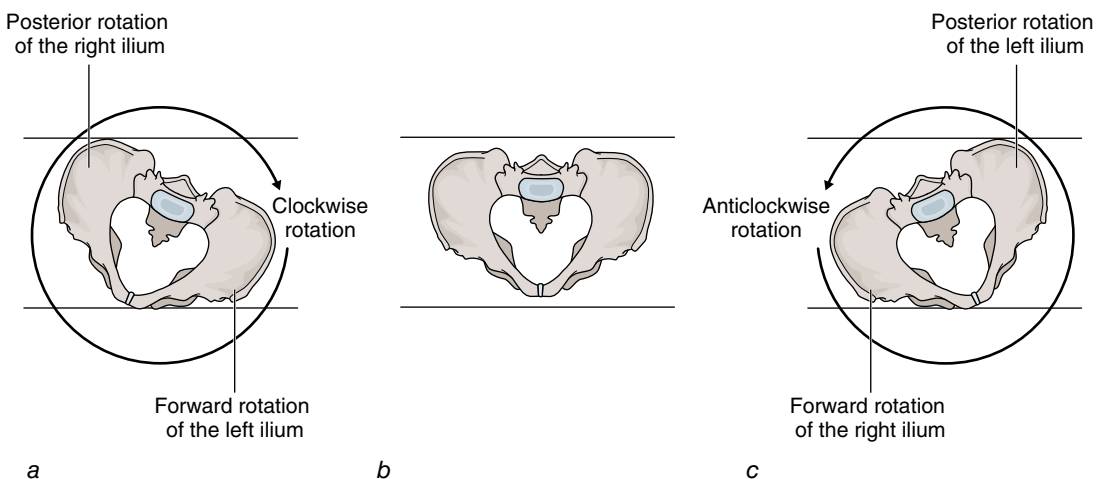 Posterior rotation
of the right ilium
Posterior rotation
of the left ilium
Clockwise
rotation
Anticlockwise
rotation
Forward rotation
of the left ilium
Forward rotation
of the right ilium
a
b
c